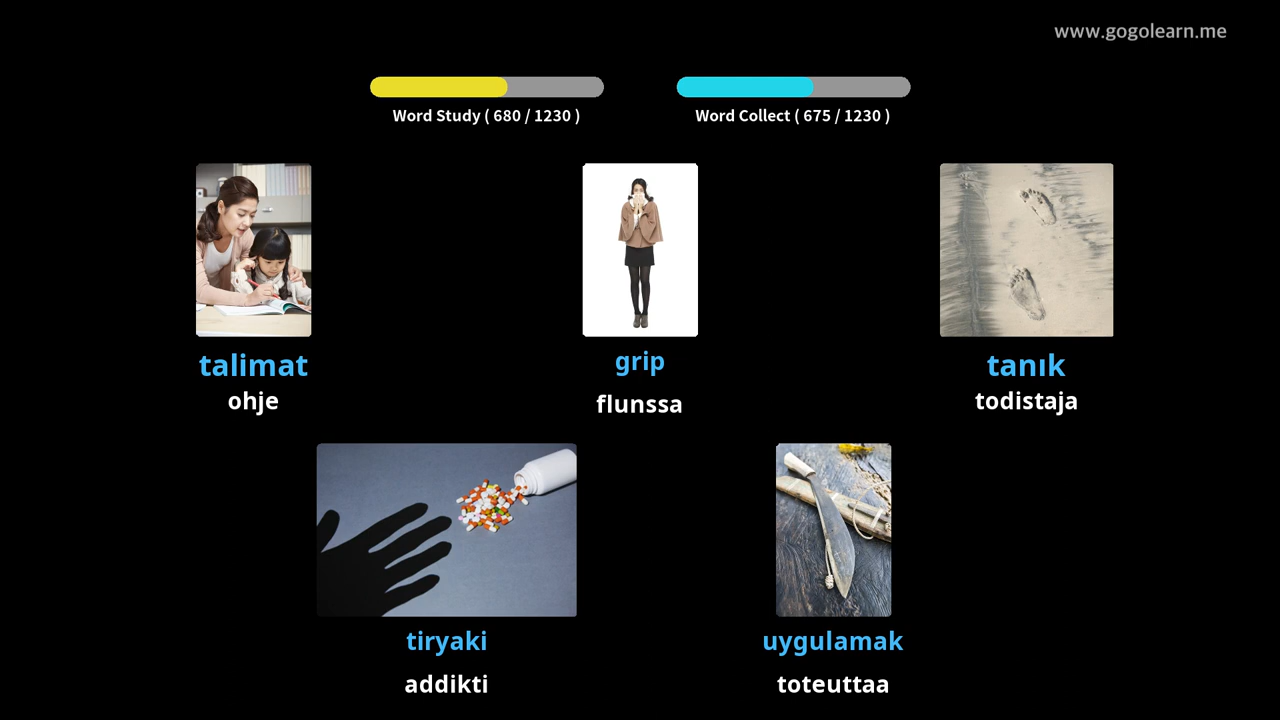 www.gogolearn.me
Word Study ( 680 / 1230 )
Word Collect ( 675 / 1230 )
talimat
ohje
grip
flunssa
tanık
todistaja
tiryaki
addikti
uygulamak
toteuttaa